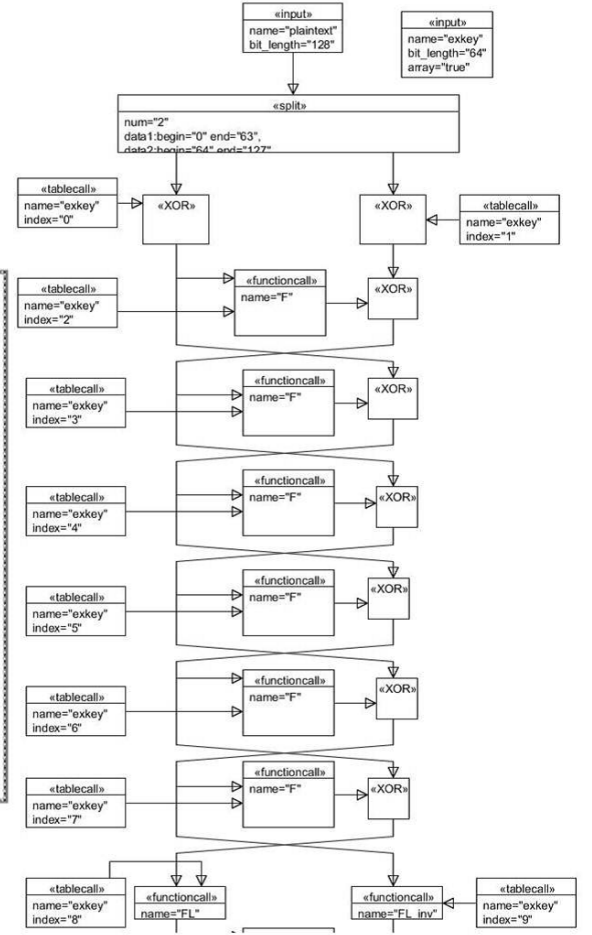 «input»
name="plaintext"
bit_length="128"
«input»
name="exkey"
bit_length="64"
array="true"
«split»
num="2"
data1:begin="0" end="63",
data2:begin="64" end="127"
«tablecall»
name="exkey"
index="0"
«XOR»
«XOR»
«tablecall»
name="exkey"
index="1"
«tablecall»
name="exkey"
index="2"
«functioncall»
name="F"
«XOR»
«tablecall»
name="exkey"
index="3"
«functioncall»
name="F"
«XOR»
«tablecall»
name="exkey"
index="4"
«functioncall»
name="F"
«XOR»
«tablecall»
name="exkey"
index="5"
«functioncall»
name="F"
«XOR»
«tablecall»
name="exkey"
index="6"
«functioncall»
name="F"
«XOR»
«tablecall»
name="exkey"
index="7"
«functioncall»
name="F"
«XOR»
«tablecall»
name="exkey"
index="8"
«functioncall»
name="FL"
«functioncall»
name="FL_inv"
«tablecall»
name="exkey"
index="9"